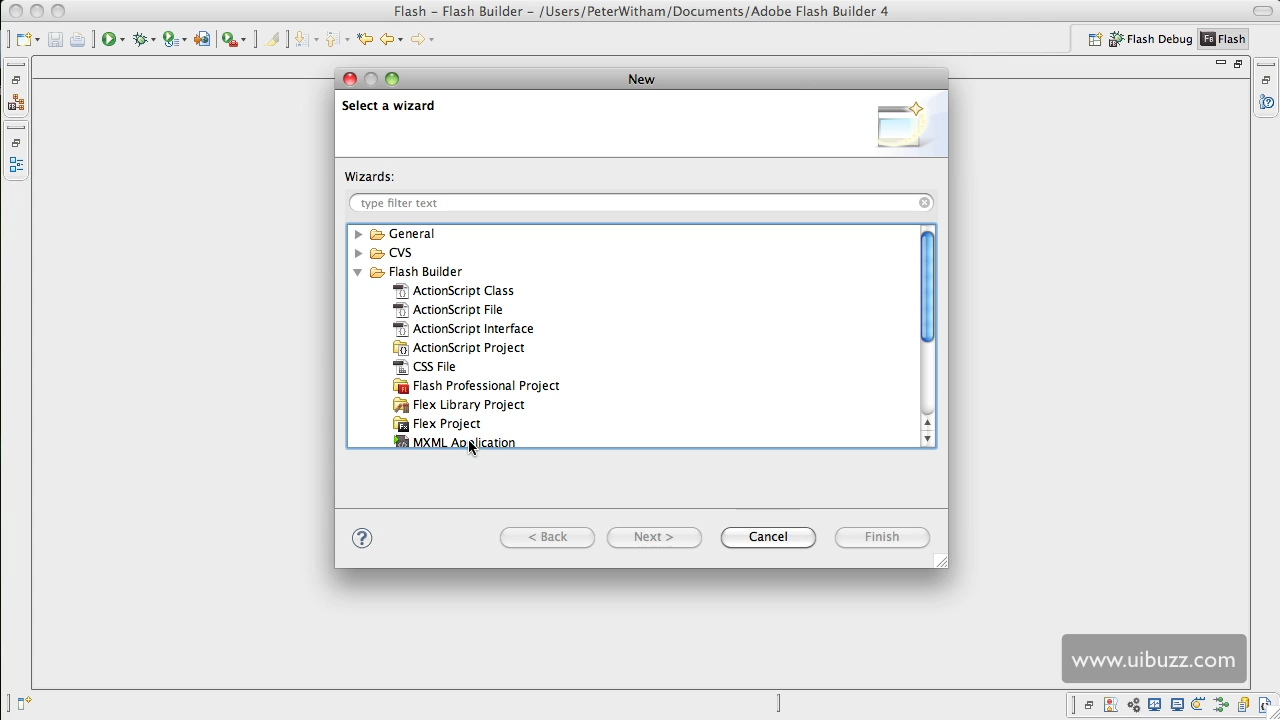 Flash – Flash Builder – /Users/PeterWitham/Documents/Adobe Flash Builder 4
Flash Debug
Fb Flash
New
Select a wizard
Wizards:
type filter text
General
CVS
Flash Builder
ActionScript Class
ActionScript File
ActionScript Interface
ActionScript Project
CSS File
Flash Professional Project
Flex Library Project
Flex Project
MXML Application
?
< Back
Next >
Cancel
Finish
www.uibuzz.com